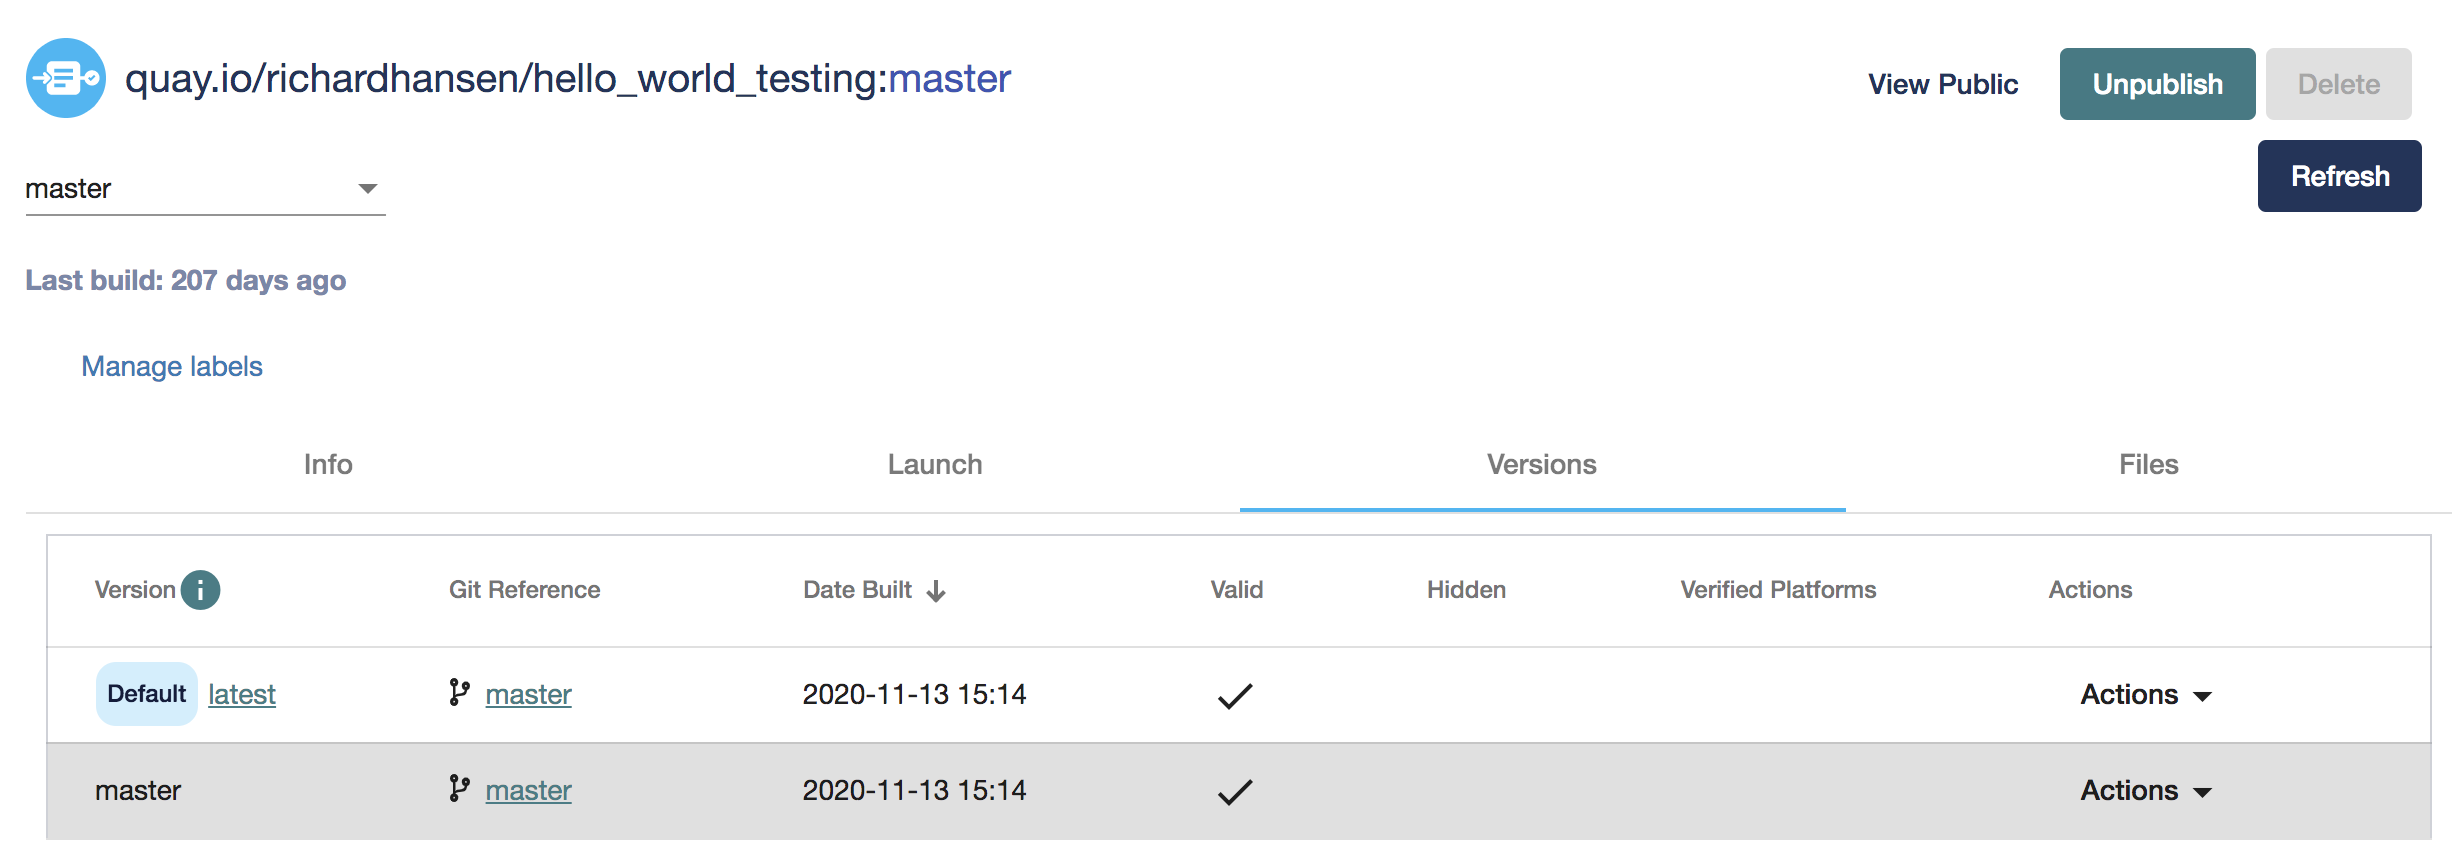 quay.io/richardhansen/hello_world_testing:master
View Public Unpublish Delete
master
Refresh
Last build: 207 days ago
Manage labels
Info Launch Versions Files
Version i Git Reference Date Built Valid Hidden Verified Platforms Actions
Default latest master 2020-11-13 15:14 Actions
master master 2020-11-13 15:14 Actions